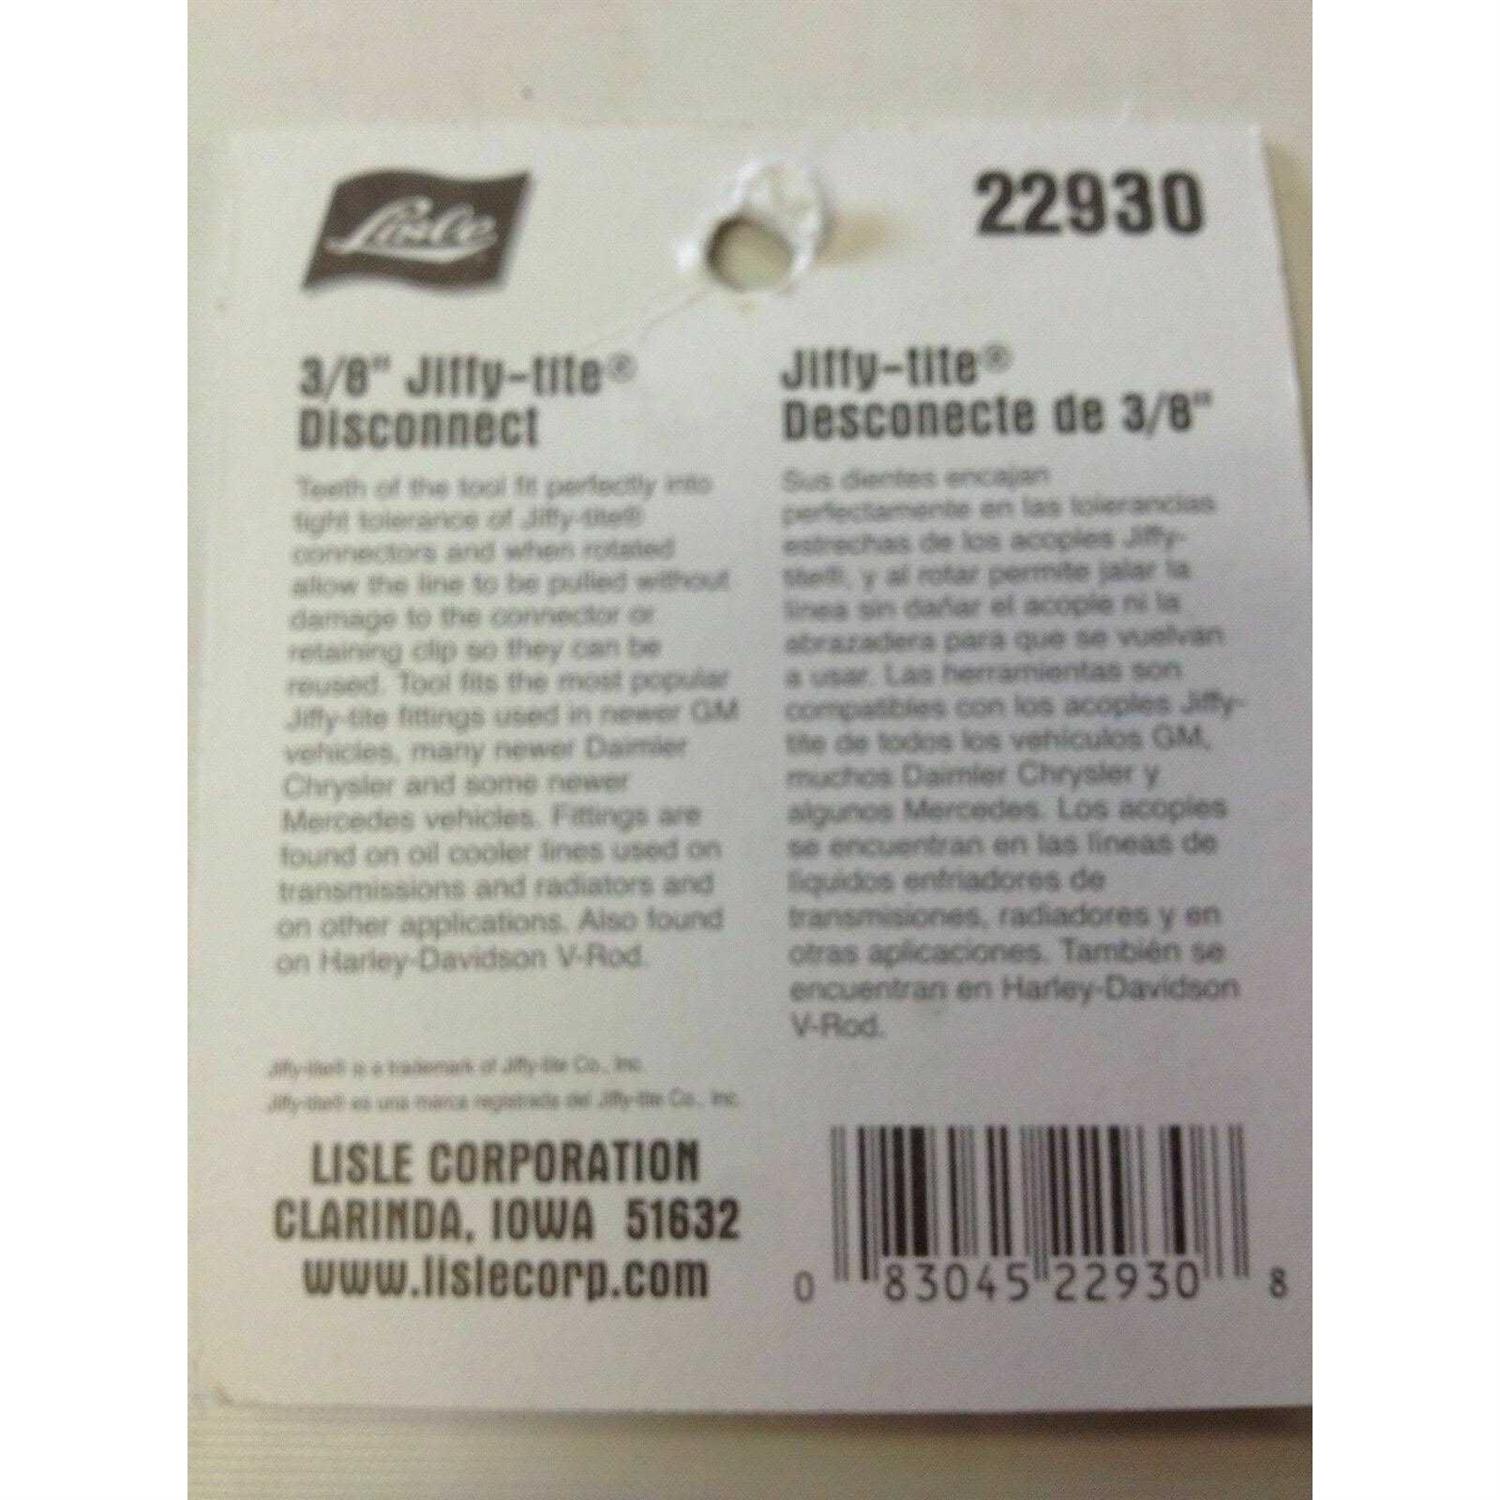 Lisle
22930
3/8" Jiffy-tite®
Disconnect
Teeth of the tool fit perfectly into
tight tolerance of Jiffy-tite®
connectors and when rotated
allow the line to be pulled without
damage to the connector or
retaining clip so they can be
reused. Tool fits the most popular
Jiffy-tite fittings used in newer GM
vehicles, many newer Daimler
Chrysler and some newer
Mercedes vehicles. Fittings are
found on oil cooler lines used on
transmissions and radiators and
on other applications. Also found
on Harley-Davidson V-Rod.
Jiffy-tite®
Desconecte de 3/8"
Sus dientes encajan
perfectamente en las tolerancias
estrechas de los acoples Jiffy-
tite®, y al rotar permite jalar la
linea sin dañar el acople ni la
abrazadera para que se vuelvan
a usar. Las herramientas son
compatibles con los acoples Jiffy-
tite de todos los vehículos GM,
muchos Daimler Chrysler y
algunos Mercedes. Los acoples
se encuentran en las líneas de
líquidos enfriadores de
transmisiones, radiadores y en
otras aplicaciones. También se
encuentran en Harley-Davidson
V-Rod.
Jiffy-tite® is a trademark of Jiffy-tite Co., Inc.
Jiffy-tite® es una marca registrada del Jiffy-tite Co., Inc.
LISLE CORPORATION
CLARINDA, IOWA 51632
www.lislecorp.com
0 83045 22930 8